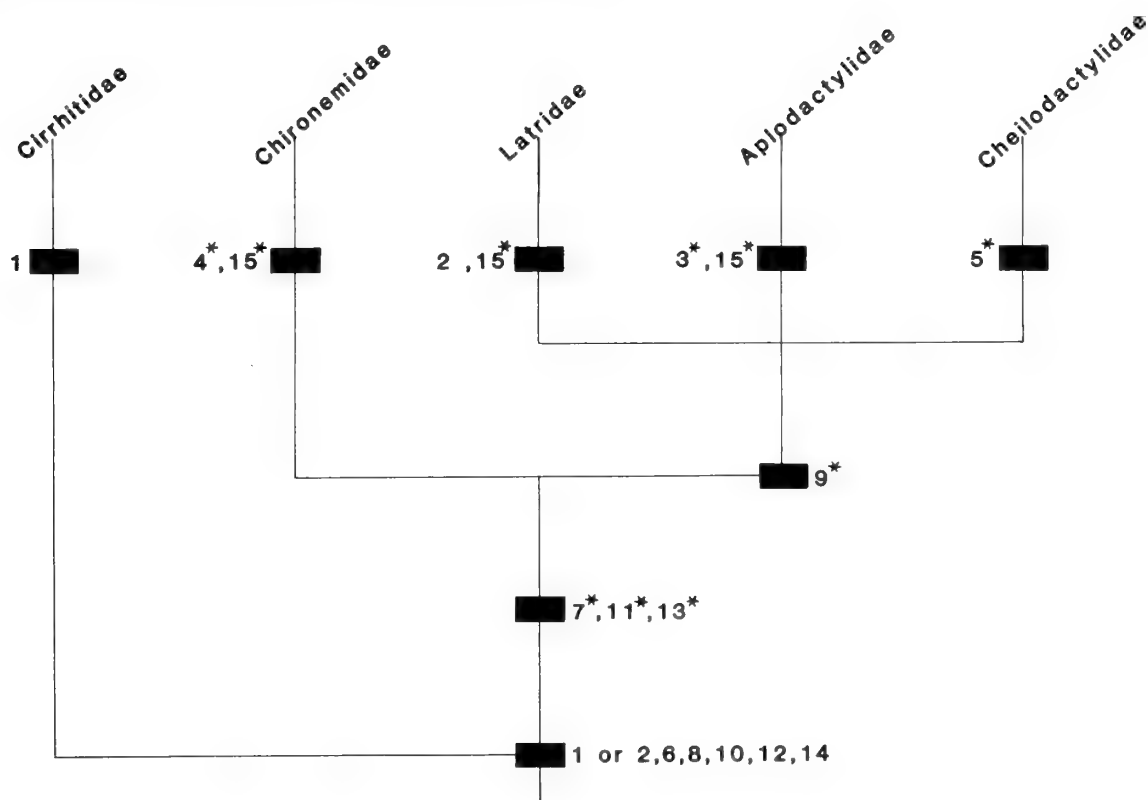 Cirrhitidae Chironemidae Latridae Aplodactylidae Cheilodactylidae
1 4*,15* 2 ,15* 3*,15* 5*
9*
7*,11*,13*
1 or 2,6,8,10,12,14